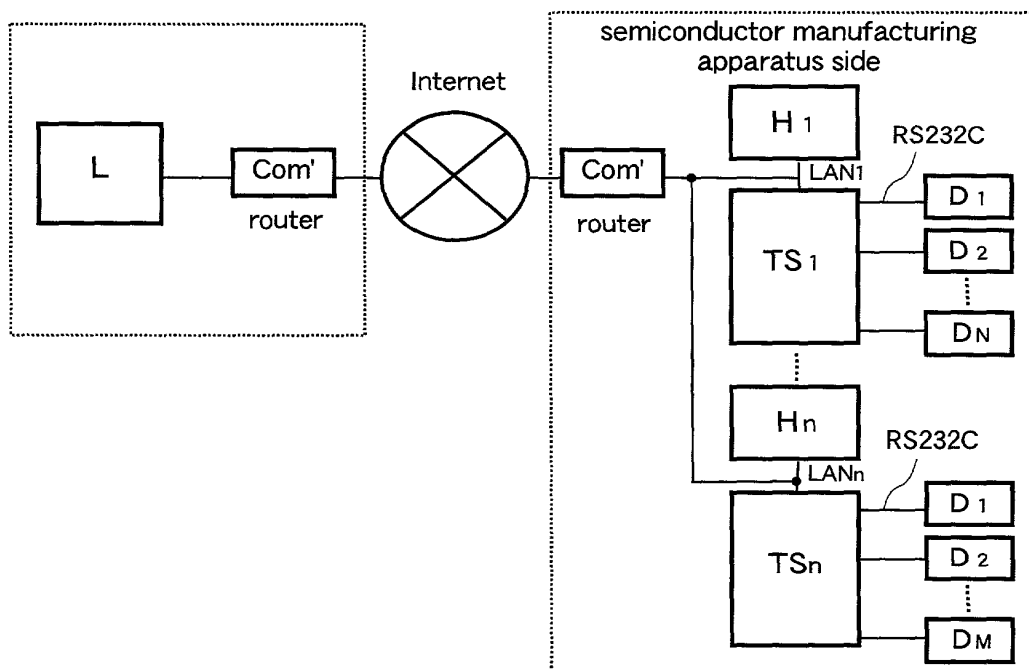 semiconductor manufacturing
apparatus side
Internet
L
Com'
router
Com'
router
H1
LAN1
RS232C
TS1
D1
D2
DN
Hn
LANn
RS232C
TSn
D1
D2
DM